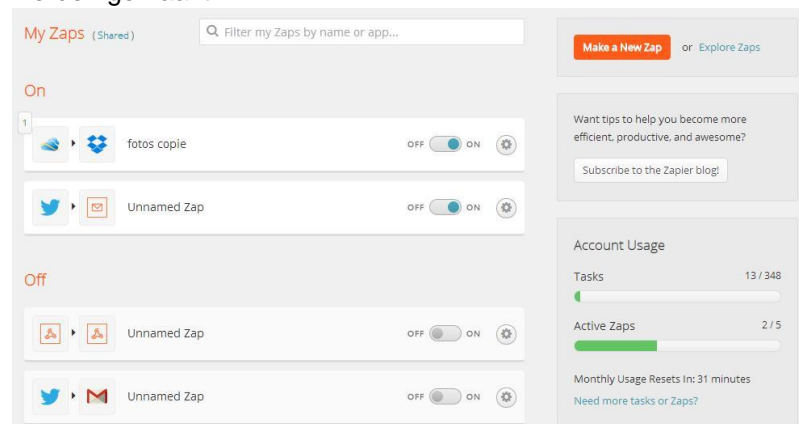 My Zaps (Shared)
Filter my Zaps by name or app...
On
1
fotos copie
OFF ON
Unnamed Zap
OFF ON
Off
Unnamed Zap
OFF ON
Unnamed Zap
OFF ON
Make a New Zap or Explore Zaps
Want tips to help you become more
efficient, productive, and awesome?
Subscribe to the Zapier blog!
Account Usage
Tasks 13 / 348
Active Zaps 2 / 5
Monthly Usage Resets In: 31 minutes
Need more tasks or Zaps?